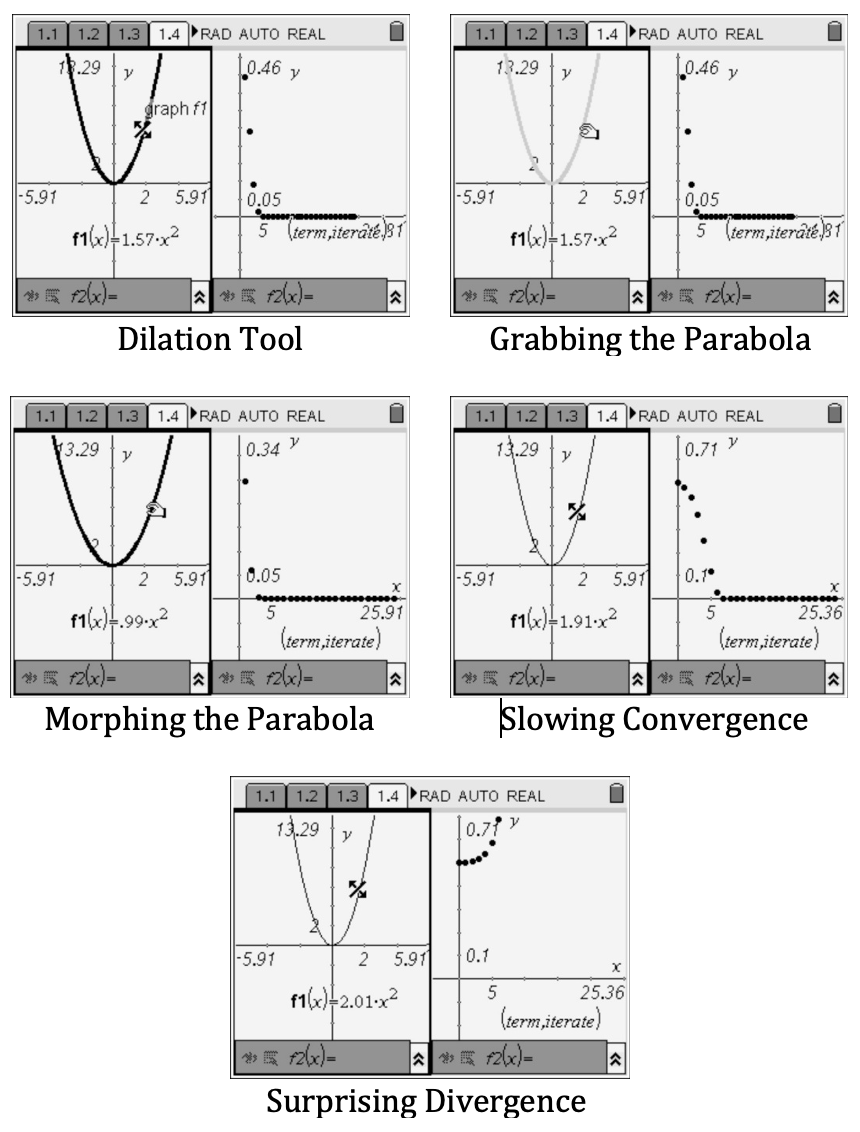 1.1 1.2 1.3 1.4 RAD AUTO REAL
13.29 y
graph f1
2
-5.91 2 5.91
f1(x)=1.57·x²
f2(x)=
0.46 y
0.05
5 (term,iterate)
f2(x)=
Dilation Tool
1.1 1.2 1.3 1.4 RAD AUTO REAL
13.29 y
2
-5.91 2 5.91
f1(x)=1.57·x²
f2(x)=
0.46 y
0.05
5 (term,iterate)
f2(x)=
Grabbing the Parabola
1.1 1.2 1.3 1.4 RAD AUTO REAL
13.29 y
2
-5.91 2 5.91
f1(x)=.99·x²
f2(x)=
0.34 y
0.05 x
5 25.91
(term,iterate)
f2(x)=
Morphing the Parabola
1.1 1.2 1.3 1.4 RAD AUTO REAL
13.29 y
2
-5.91 2 5.91
f1(x)=1.91·x²
f2(x)=
0.71 y
0.1 x
5 25.36
(term,iterate)
f2(x)=
Slowing Convergence
1.1 1.2 1.3 1.4 RAD AUTO REAL
13.29 y
2
-5.91 2 5.91
f1(x)=2.01·x²
f2(x)=
0.71 y
0.1 x
5 25.36
(term,iterate)
f2(x)=
Surprising Divergence